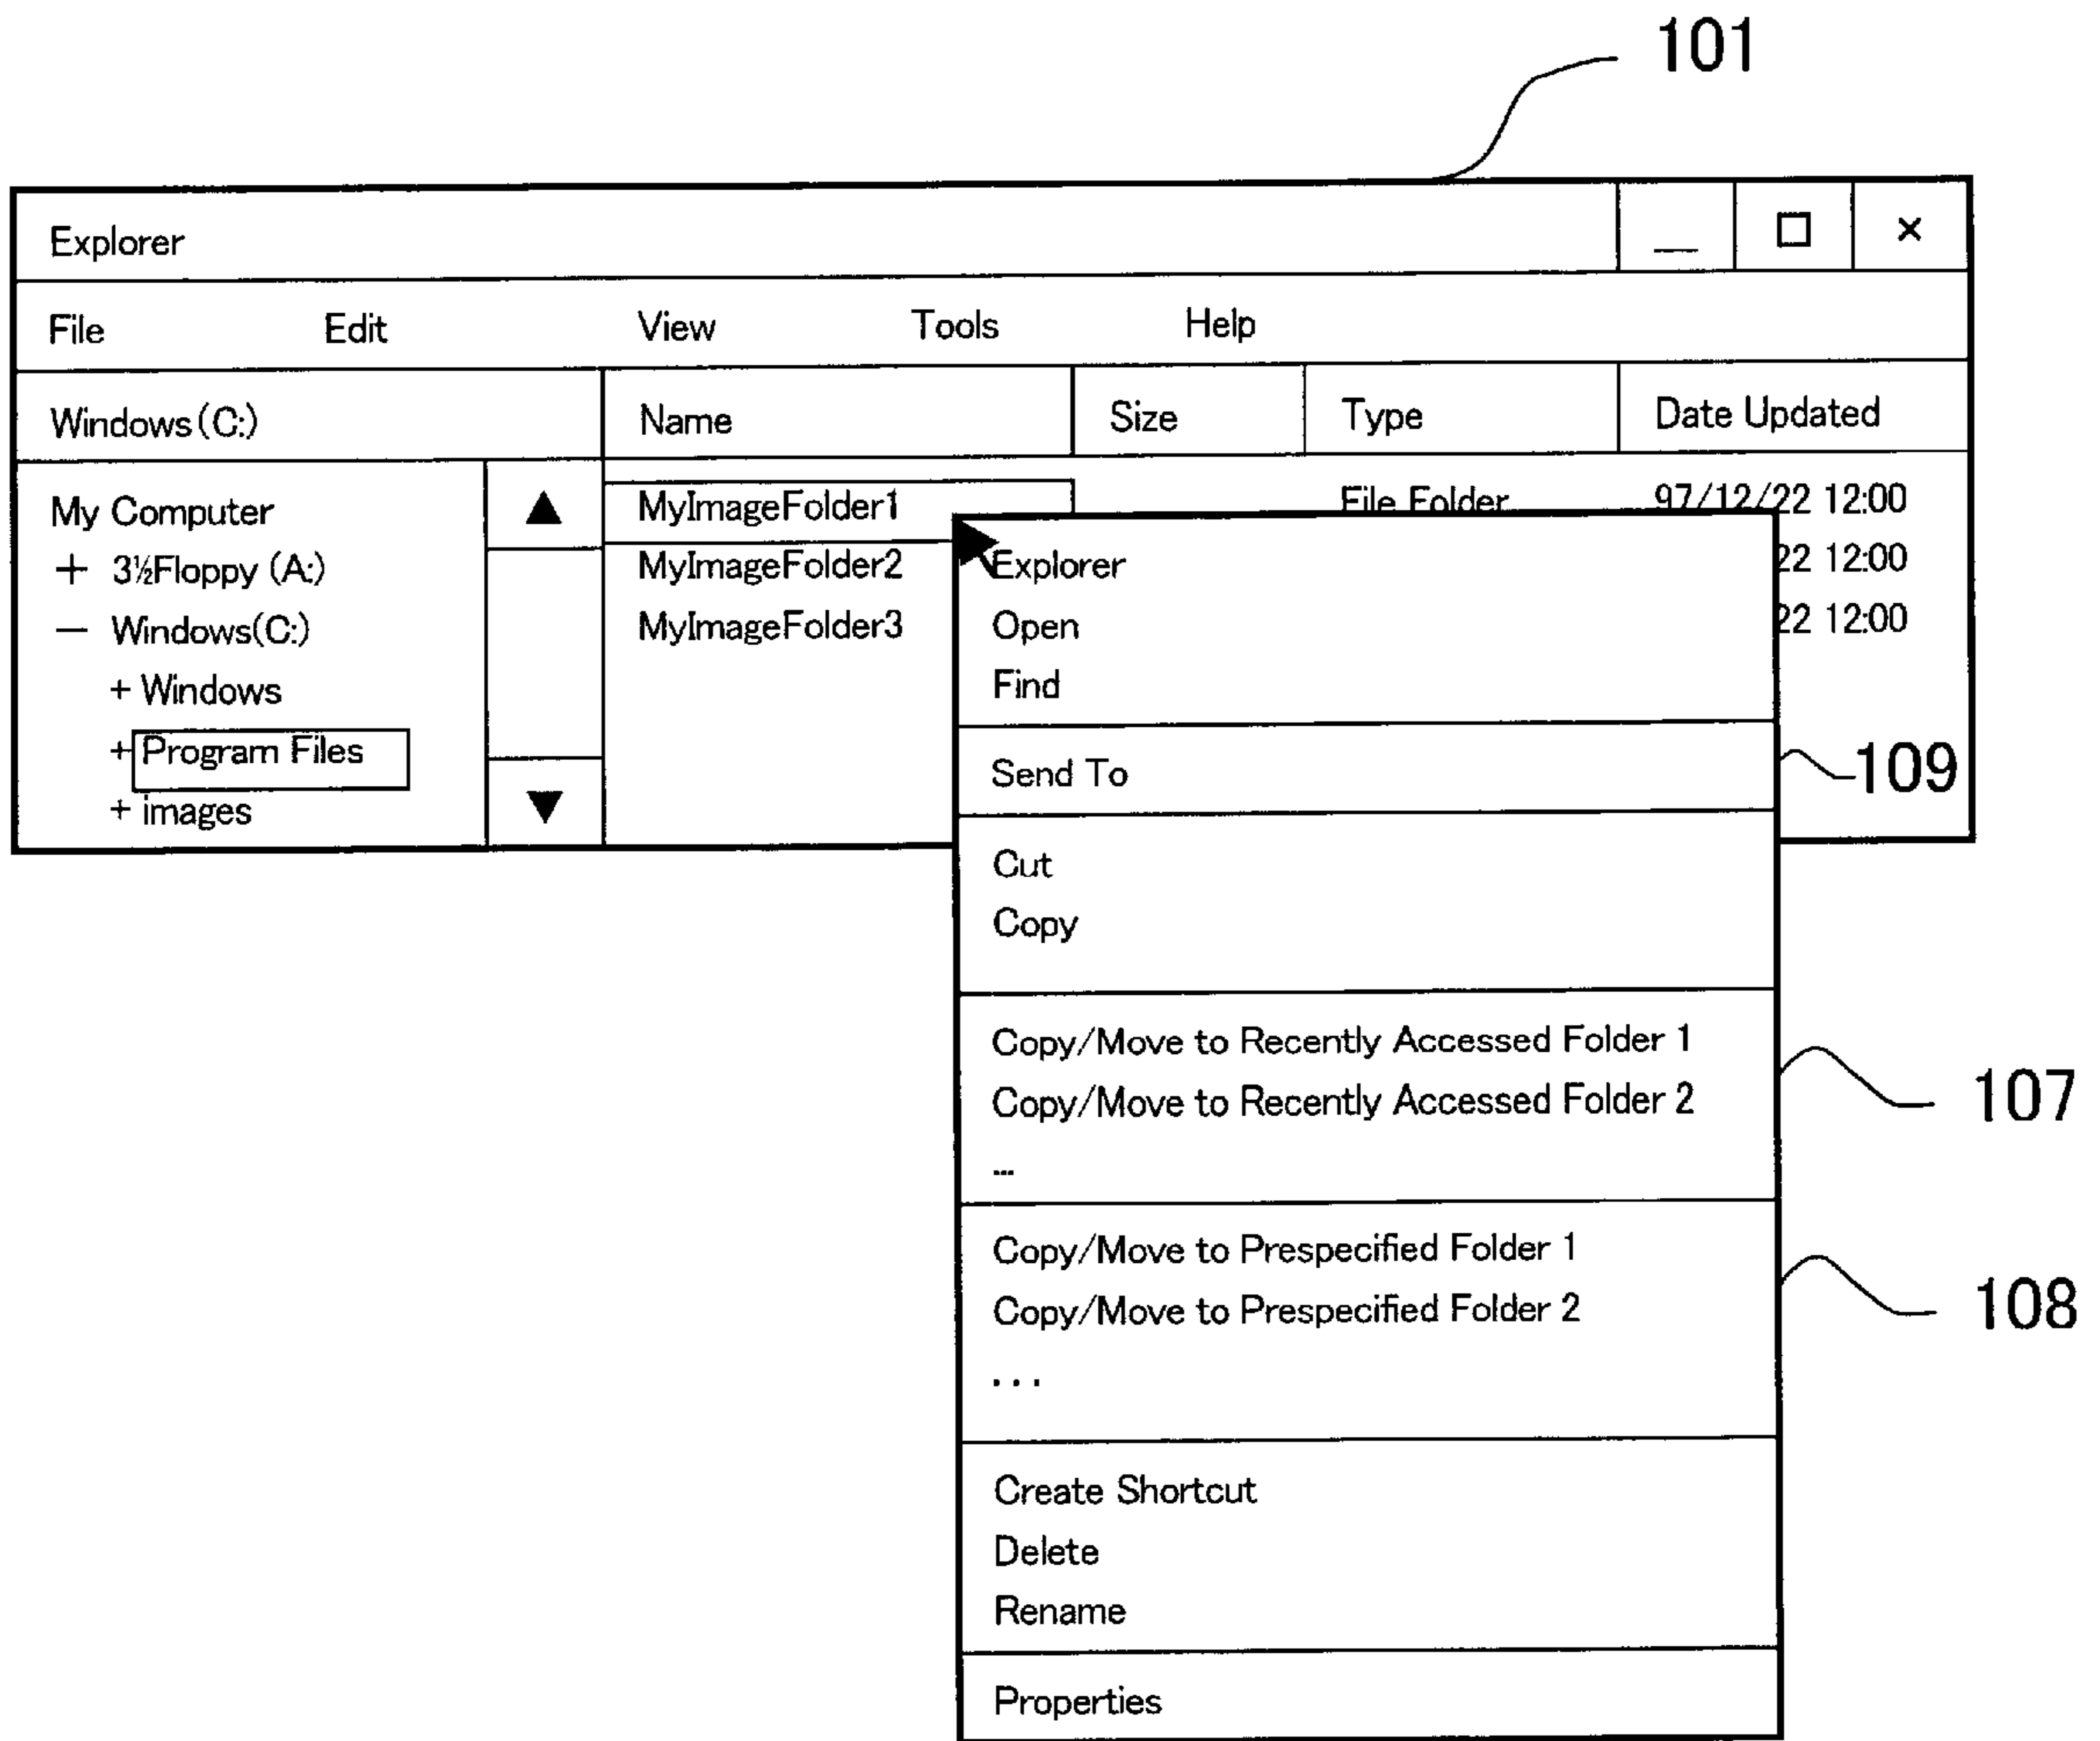 101
Explorer
File Edit View Tools Help
Windows(C:) Name Size Type Date Updated
My Computer MyImageFolder1 File Folder 97/12/22 12:00
+ 3½Floppy (A:) MyImageFolder2 Explorer 22 12:00
− Windows(C:) MyImageFolder3 Open 22 12:00
+ Windows Find
+ Program Files Send To 109
+ images
Cut
Copy
Copy/Move to Recently Accessed Folder 1
Copy/Move to Recently Accessed Folder 2 107
...
Copy/Move to Prespecified Folder 1
Copy/Move to Prespecified Folder 2 108
...
Create Shortcut
Delete
Rename
Properties